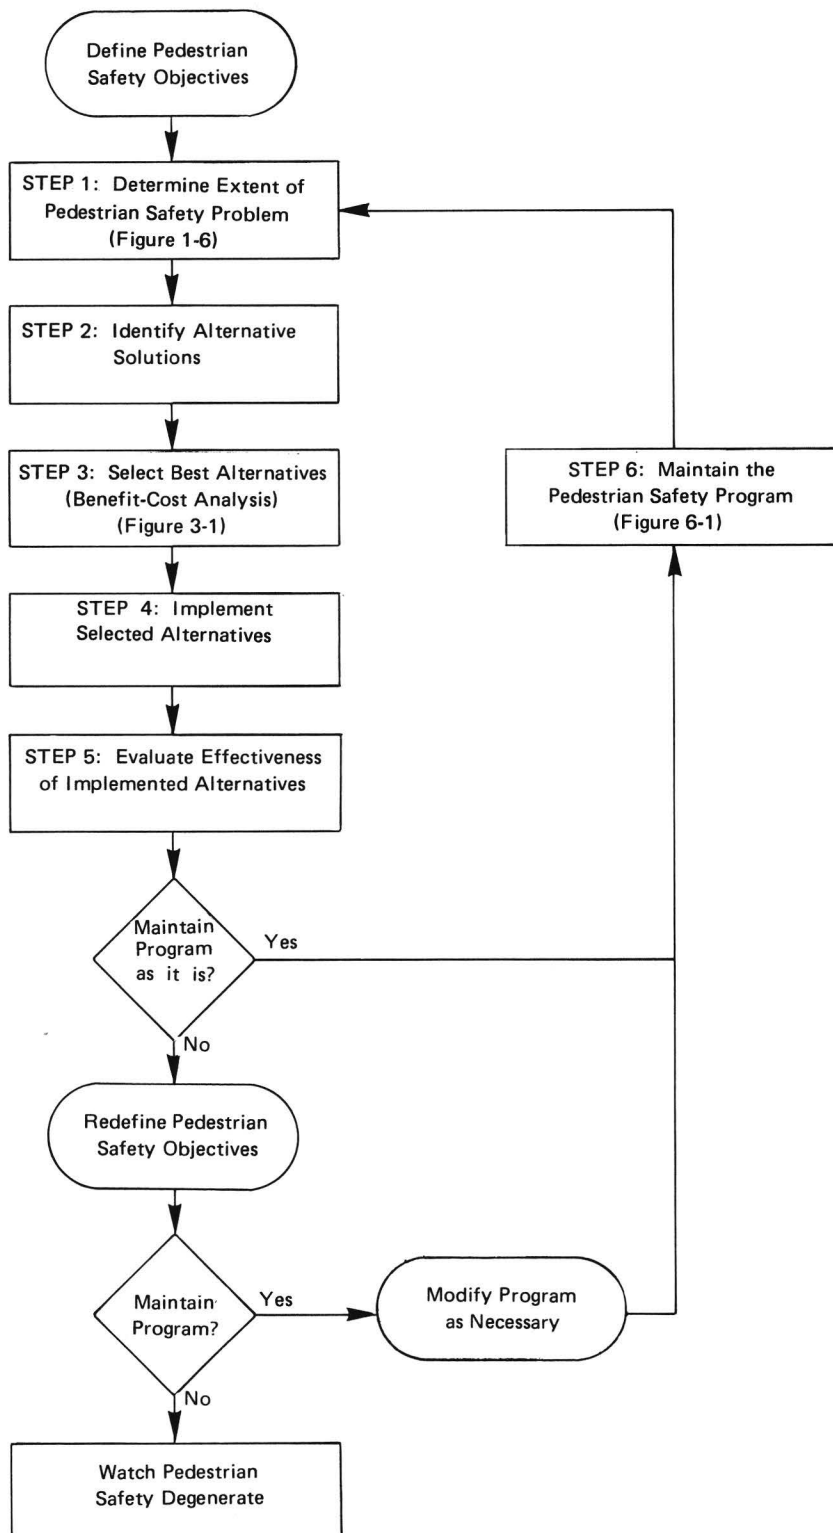 Define Pedestrian
Safety Objectives
STEP 1: Determine Extent of
Pedestrian Safety Problem
(Figure 1-6)
STEP 2: Identify Alternative
Solutions
STEP 3: Select Best Alternatives
(Benefit-Cost Analysis)
(Figure 3-1)
STEP 6: Maintain the
Pedestrian Safety Program
(Figure 6-1)
STEP 4: Implement
Selected Alternatives
STEP 5: Evaluate Effectiveness
of Implemented Alternatives
Maintain
Program
as it is?
Yes
No
Redefine Pedestrian
Safety Objectives
Maintain
Program?
Yes
Modify Program
as Necessary
No
Watch Pedestrian
Safety Degenerate